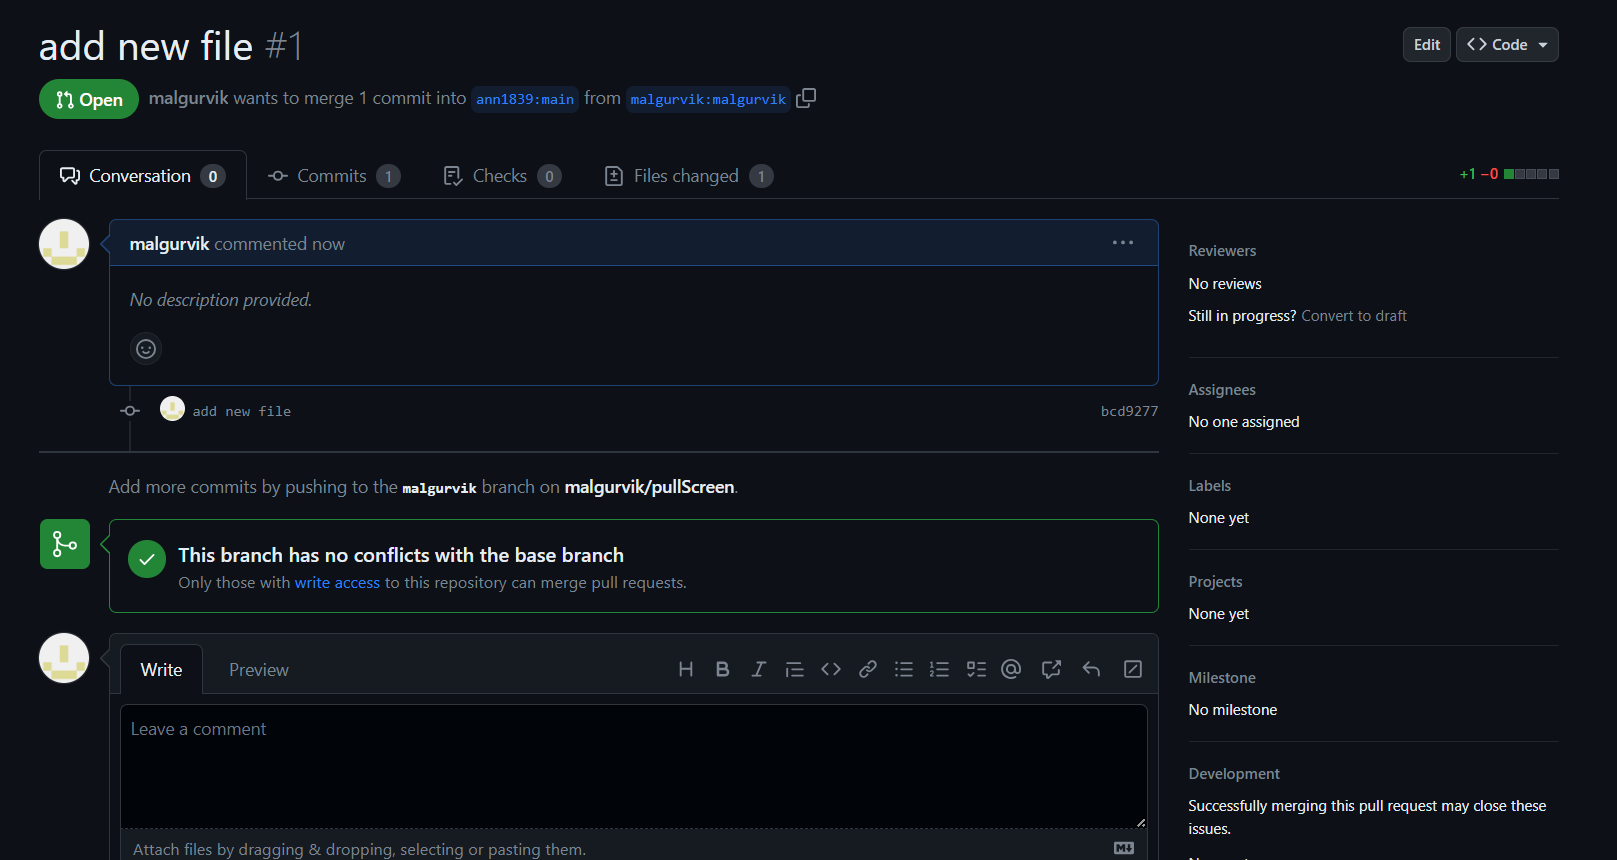 add new file #1
Edit
Code
Open
malgurvik wants to merge 1 commit into ann1839:main from malgurvik:malgurvik
Conversation 0
Commits 1
Checks 0
Files changed 1
+1 −0
malgurvik commented now
No description provided.
add new file
bcd9277
Add more commits by pushing to the malgurvik branch on malgurvik/pullScreen.
This branch has no conflicts with the base branch
Only those with write access to this repository can merge pull requests.
Write
Preview
Leave a comment
Attach files by dragging & dropping, selecting or pasting them.
Reviewers
No reviews
Still in progress? Convert to draft
Assignees
No one assigned
Labels
None yet
Projects
None yet
Milestone
No milestone
Development
Successfully merging this pull request may close these
issues.